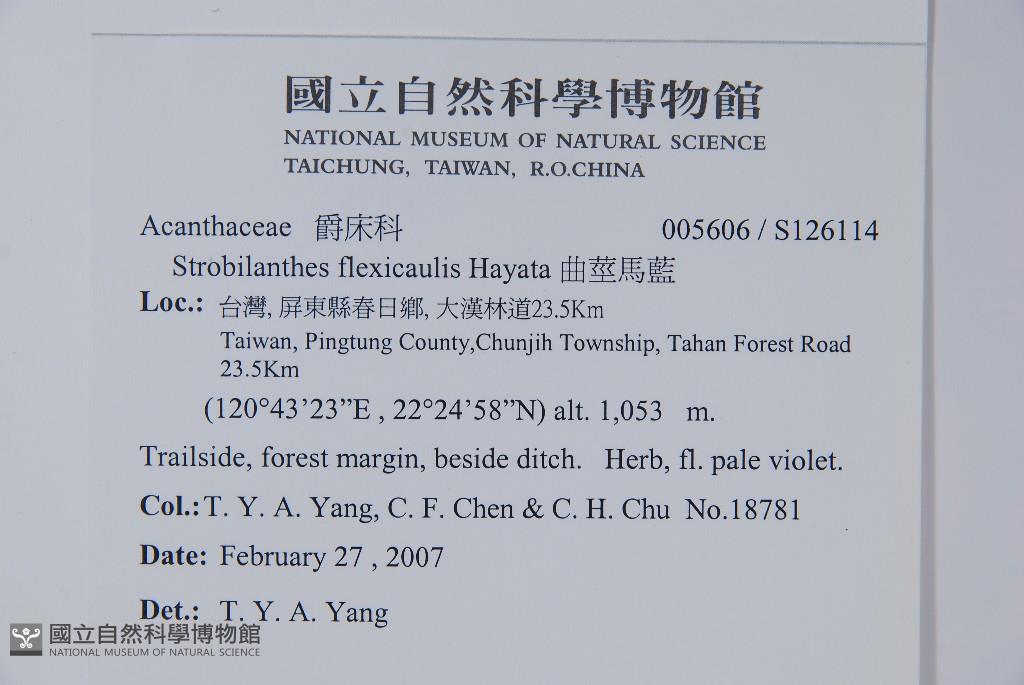 國立自然科學博物館
NATIONAL MUSEUM OF NATURAL SCIENCE
TAICHUNG, TAIWAN, R.O.CHINA
Acanthaceae 爵床科 005606 / S126114
Strobilanthes flexicaulis Hayata 曲莖馬藍
Loc.: 台灣, 屏東縣春日鄉, 大漢林道23.5Km
Taiwan, Pingtung County,Chunjih Township, Tahan Forest Road
23.5Km
(120°43’23”E , 22°24’58”N) alt. 1,053 m.
Trailside, forest margin, beside ditch. Herb, fl. pale violet.
Col.:T. Y. A. Yang, C. F. Chen & C. H. Chu No.18781
Date: February 27 , 2007
Det.: T. Y. A. Yang
國立自然科學博物館
NATIONAL MUSEUM OF NATURAL SCIENCE